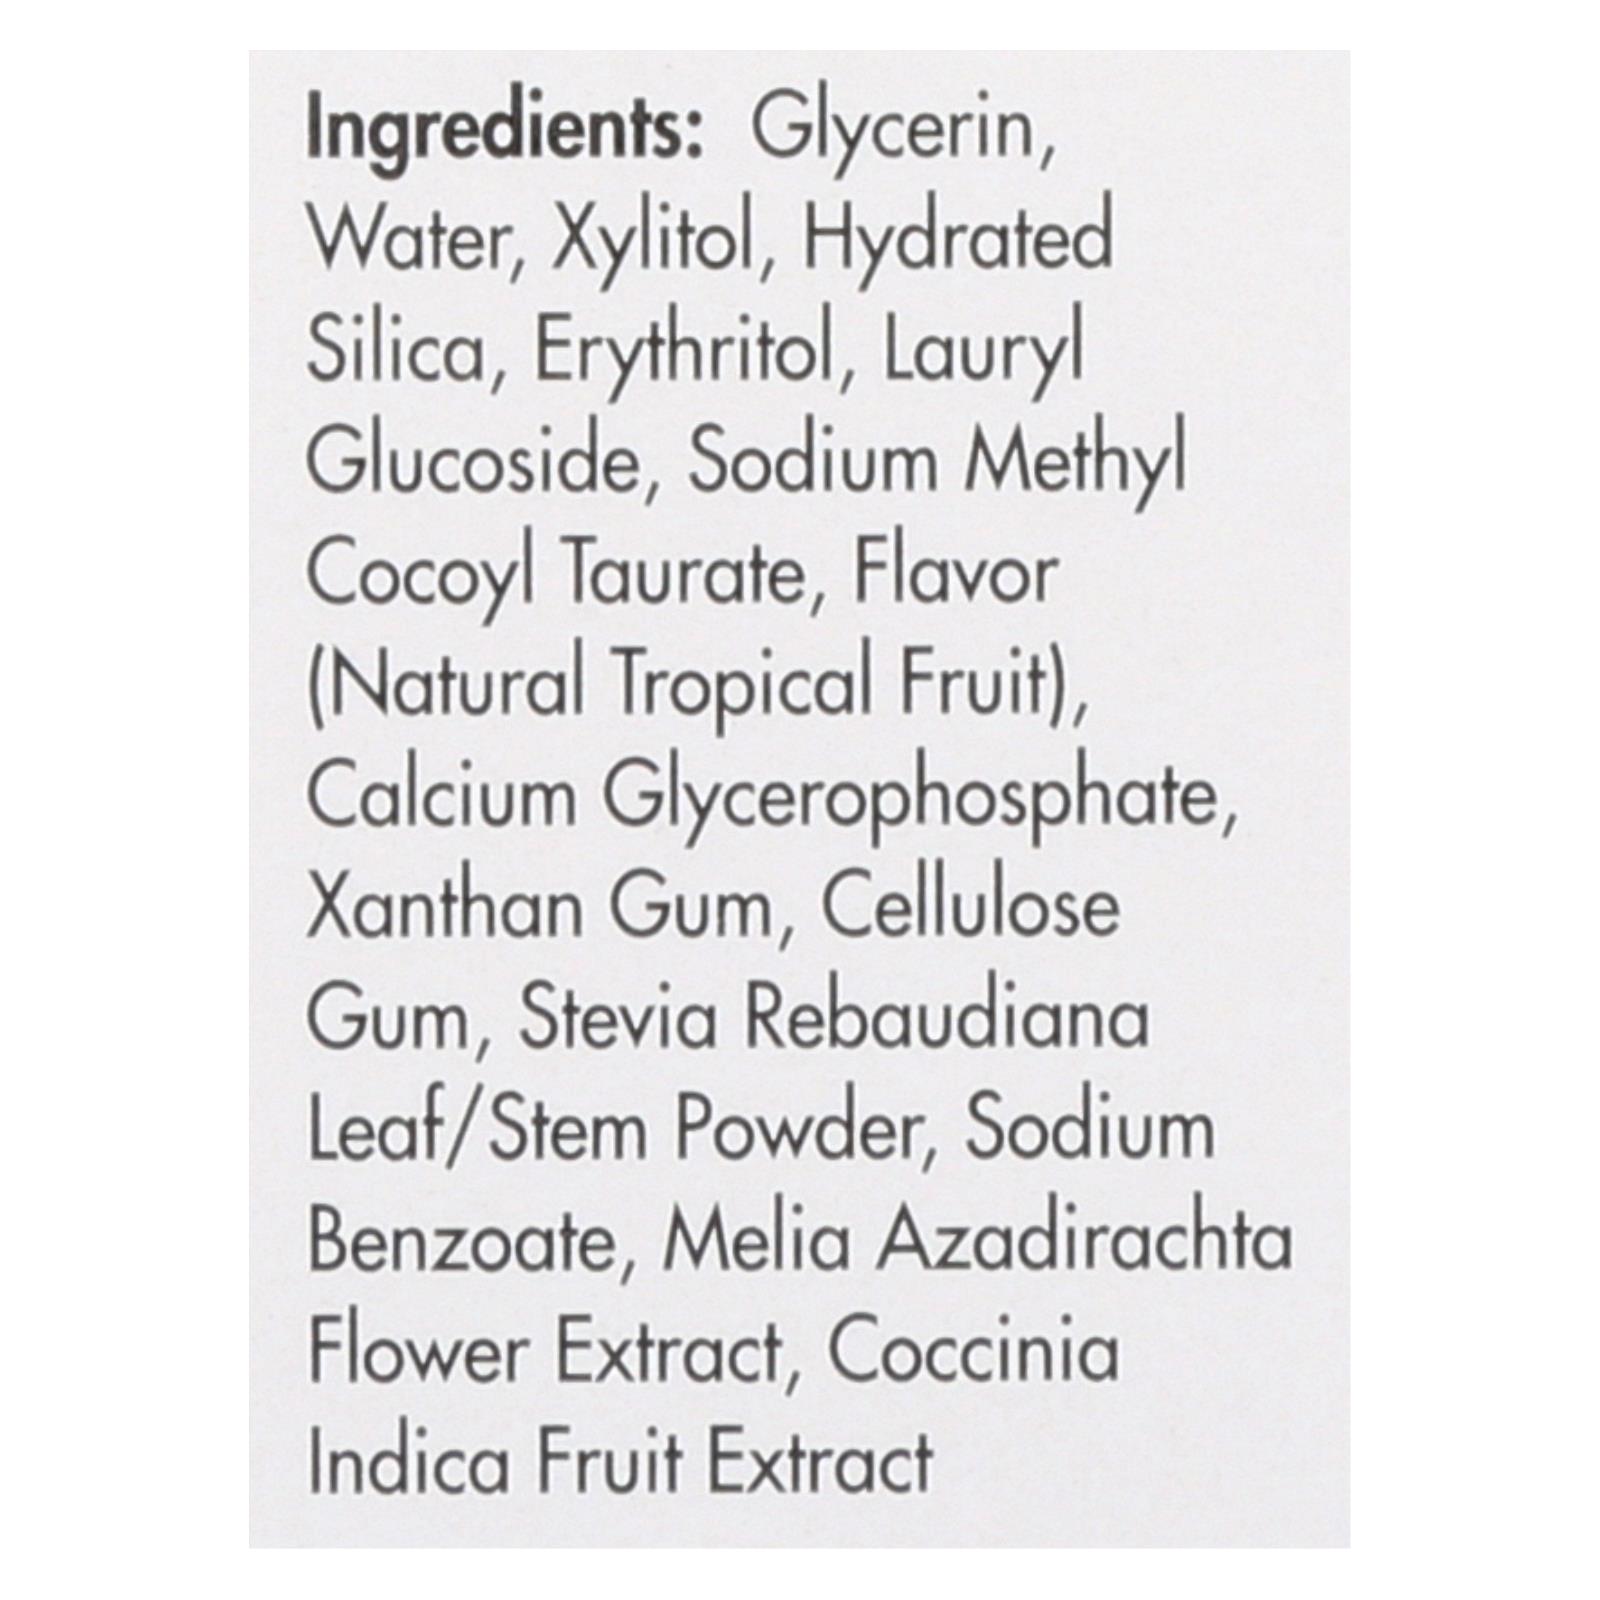 Ingredients: Glycerin,
Water, Xylitol, Hydrated
Silica, Erythritol, Lauryl
Glucoside, Sodium Methyl
Cocoyl Taurate, Flavor
(Natural Tropical Fruit),
Calcium Glycerophosphate,
Xanthan Gum, Cellulose
Gum, Stevia Rebaudiana
Leaf/Stem Powder, Sodium
Benzoate, Melia Azadirachta
Flower Extract, Coccinia
Indica Fruit Extract